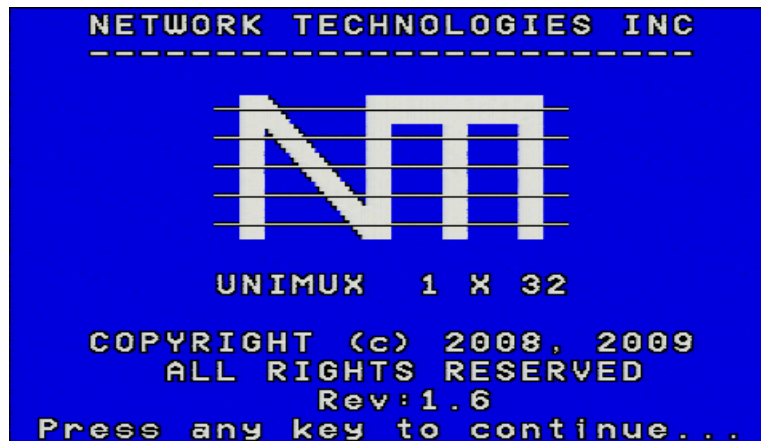 NETWORK TECHNOLOGIES INC
NTI
UNIMUX 1 X 32
COPYRIGHT (c) 2008, 2009
ALL RIGHTS RESERVED
Rev:1.6
Press any key to continue...